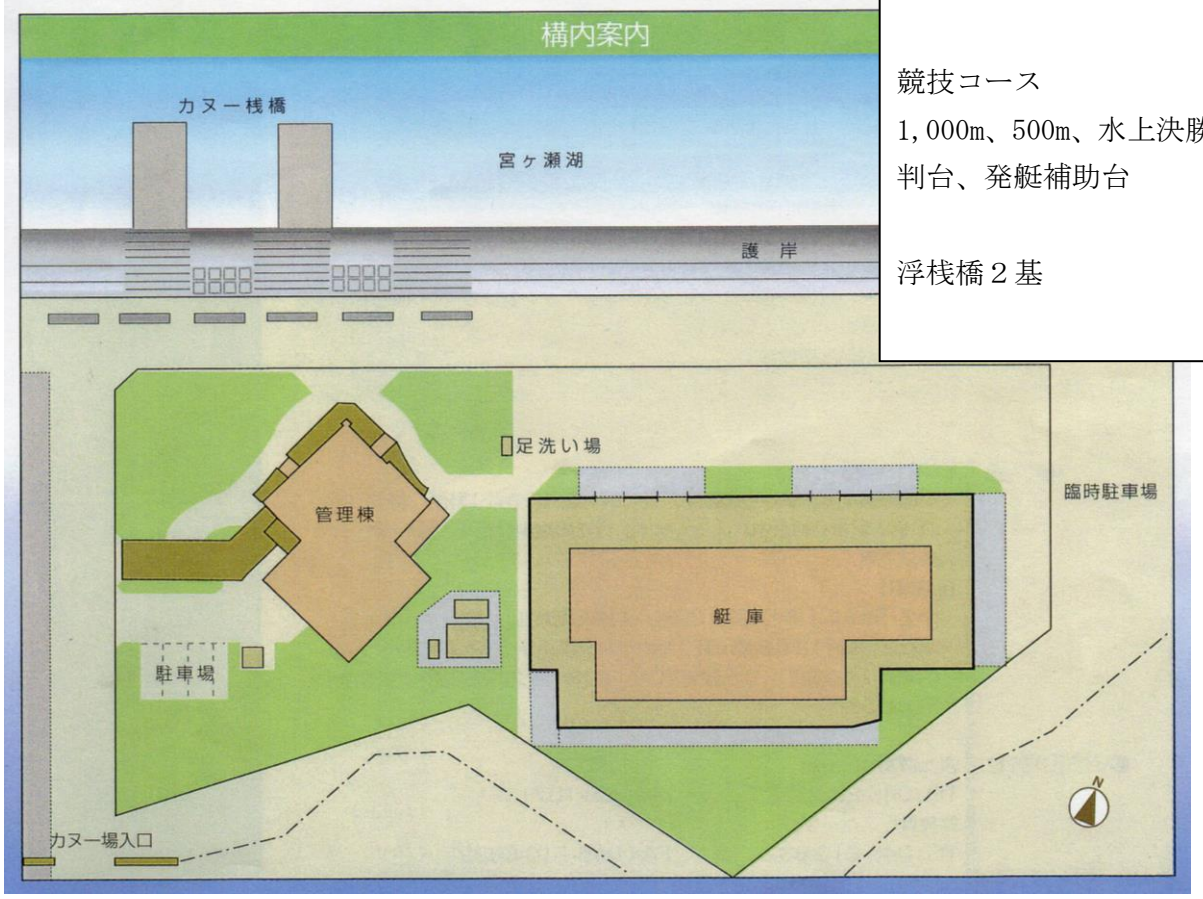 構内案内
競技コース
1,000m、500m、水上決勝
判台、発艇補助台
浮桟橋２基
カヌー桟橋
宮ヶ瀬湖
護岸
足洗い場
臨時駐車場
管理棟
艇庫
駐車場
N
カヌー場入口